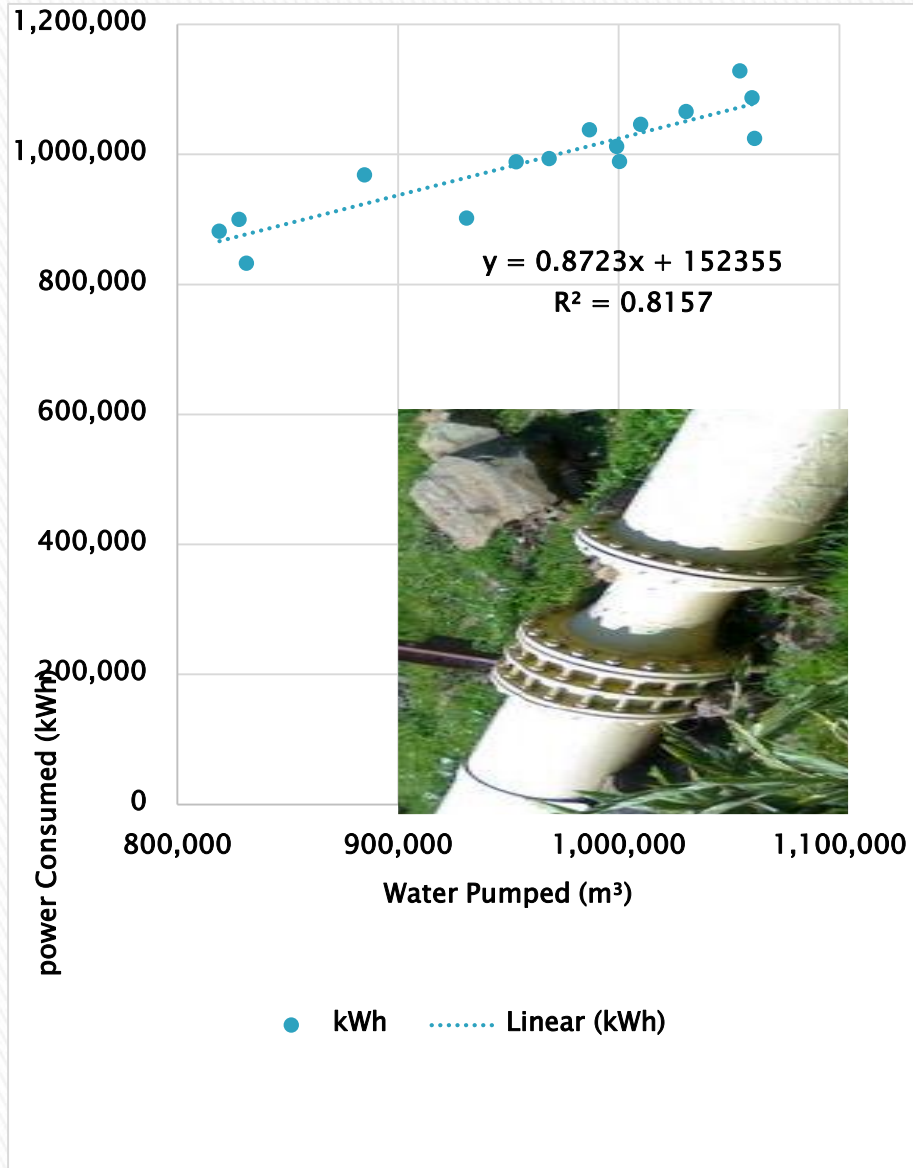 1,200,000
1,000,000
800,000
600,000
400,000
200,000
0
power Consumed (kWh)
y = 0.8723x + 152355
R² = 0.8157
800,000 900,000 1,000,000 1,100,000
Water Pumped (m³)
kWh Linear (kWh)